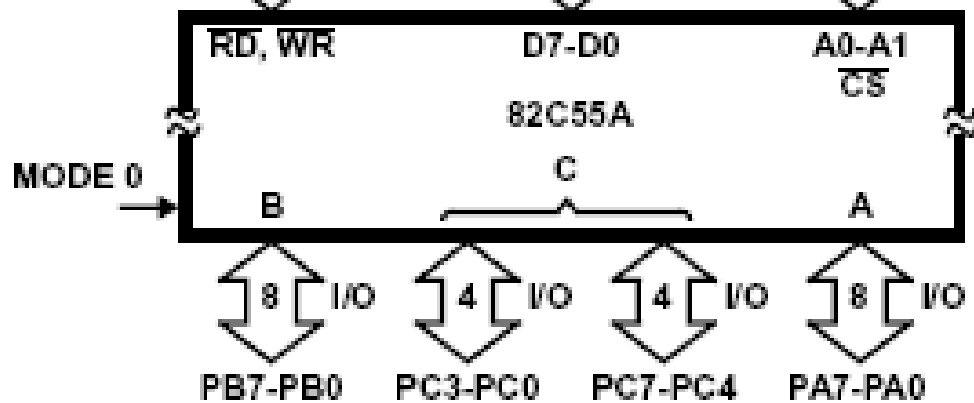 RD, WR D7-D0 A0-A1
CS
82C55A
MODE 0
C
B A
8 I/O 4 I/O 4 I/O 8 I/O
PB7-PB0 PC3-PC0 PC7-PC4 PA7-PA0